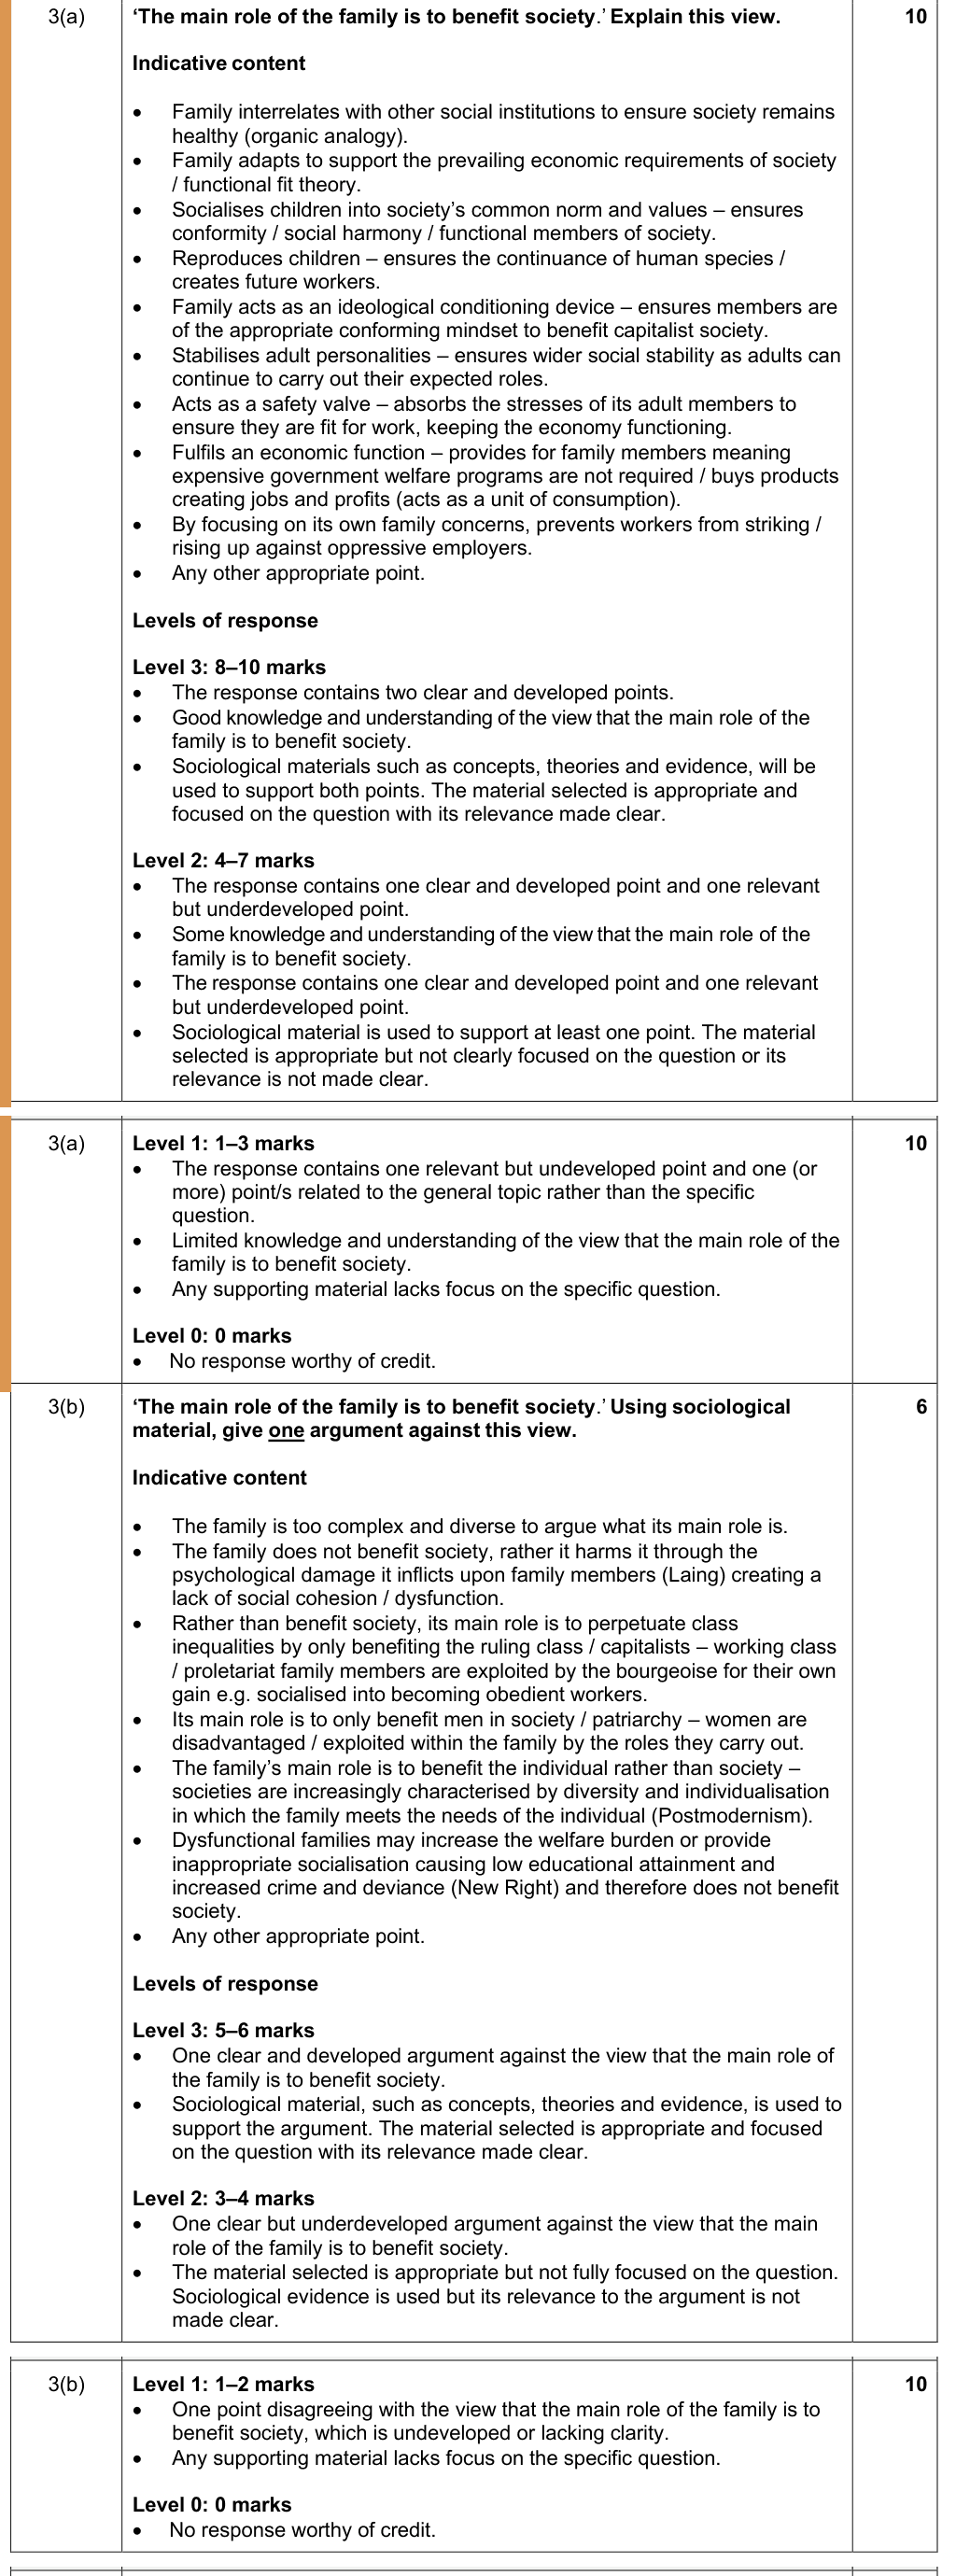 3(a) ‘The main role of the family is to benefit society.’ Explain this view. 10
Indicative content
• Family interrelates with other social institutions to ensure society remains
healthy (organic analogy).
• Family adapts to support the prevailing economic requirements of society
/ functional fit theory.
• Socialises children into society’s common norm and values – ensures
conformity / social harmony / functional members of society.
• Reproduces children – ensures the continuance of human species /
creates future workers.
• Family acts as an ideological conditioning device – ensures members are
of the appropriate conforming mindset to benefit capitalist society.
• Stabilises adult personalities – ensures wider social stability as adults can
continue to carry out their expected roles.
• Acts as a safety valve – absorbs the stresses of its adult members to
ensure they are fit for work, keeping the economy functioning.
• Fulfils an economic function – provides for family members meaning
expensive government welfare programs are not required / buys products
creating jobs and profits (acts as a unit of consumption).
• By focusing on its own family concerns, prevents workers from striking /
rising up against oppressive employers.
• Any other appropriate point.
Levels of response
Level 3: 8–10 marks
• The response contains two clear and developed points.
• Good knowledge and understanding of the view that the main role of the
family is to benefit society.
• Sociological materials such as concepts, theories and evidence, will be
used to support both points. The material selected is appropriate and
focused on the question with its relevance made clear.
Level 2: 4–7 marks
• The response contains one clear and developed point and one relevant
but underdeveloped point.
• Some knowledge and understanding of the view that the main role of the
family is to benefit society.
• The response contains one clear and developed point and one relevant
but underdeveloped point.
• Sociological material is used to support at least one point. The material
selected is appropriate but not clearly focused on the question or its
relevance is not made clear.
3(a) Level 1: 1–3 marks 10
• The response contains one relevant but undeveloped point and one (or
more) point/s related to the general topic rather than the specific
question.
• Limited knowledge and understanding of the view that the main role of the
family is to benefit society.
• Any supporting material lacks focus on the specific question.
Level 0: 0 marks
• No response worthy of credit.
3(b) ‘The main role of the family is to benefit society.’ Using sociological 6
material, give one argument against this view.
Indicative content
• The family is too complex and diverse to argue what its main role is.
• The family does not benefit society, rather it harms it through the
psychological damage it inflicts upon family members (Laing) creating a
lack of social cohesion / dysfunction.
• Rather than benefit society, its main role is to perpetuate class
inequalities by only benefiting the ruling class / capitalists – working class
/ proletariat family members are exploited by the bourgeoise for their own
gain e.g. socialised into becoming obedient workers.
• Its main role is to only benefit men in society / patriarchy – women are
disadvantaged / exploited within the family by the roles they carry out.
• The family’s main role is to benefit the individual rather than society –
societies are increasingly characterised by diversity and individualisation
in which the family meets the needs of the individual (Postmodernism).
• Dysfunctional families may increase the welfare burden or provide
inappropriate socialisation causing low educational attainment and
increased crime and deviance (New Right) and therefore does not benefit
society.
• Any other appropriate point.
Levels of response
Level 3: 5–6 marks
• One clear and developed argument against the view that the main role of
the family is to benefit society.
• Sociological material, such as concepts, theories and evidence, is used to
support the argument. The material selected is appropriate and focused
on the question with its relevance made clear.
Level 2: 3–4 marks
• One clear but underdeveloped argument against the view that the main
role of the family is to benefit society.
• The material selected is appropriate but not fully focused on the question.
Sociological evidence is used but its relevance to the argument is not
made clear.
3(b) Level 1: 1–2 marks 10
• One point disagreeing with the view that the main role of the family is to
benefit society, which is undeveloped or lacking clarity.
• Any supporting material lacks focus on the specific question.
Level 0: 0 marks
• No response worthy of credit.